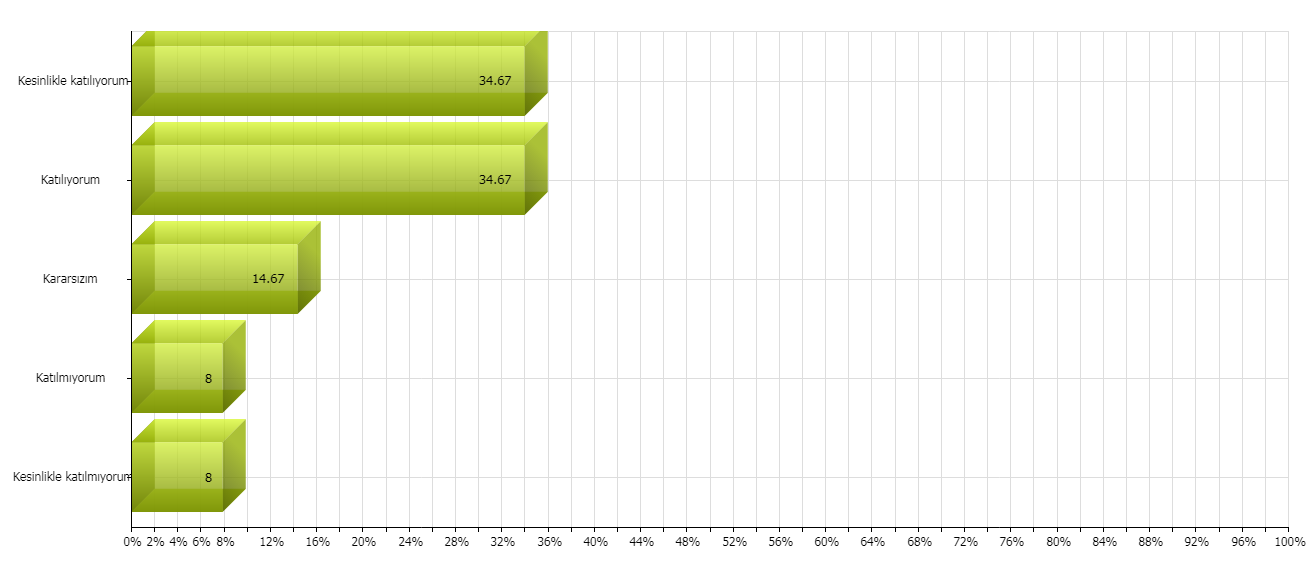 Kesinlikle katılıyorum
34.67
Katılıyorum
34.67
Kararsızım
14.67
Katılmıyorum
8
Kesinlikle katılmıyorum
8
0% 2% 4% 6% 8% 12% 16% 20% 24% 28% 32% 36% 40% 44% 48% 52% 56% 60% 64% 68% 72% 76% 80% 84% 88% 92% 96% 100%